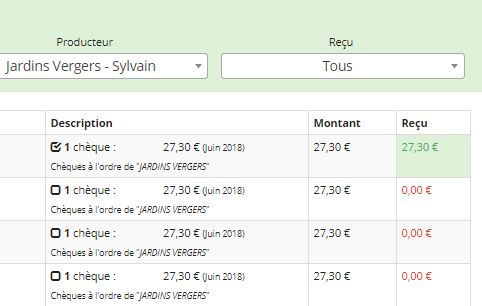 Producteur Reçu
Jardins Vergers - Sylvain Tous
Description Montant Reçu
1 chèque : 27,30 € (Juin 2018) 27,30 € 27,30 €
Chèques à l'ordre de "JARDINS VERGERS"
1 chèque : 27,30 € (Juin 2018) 27,30 € 0,00 €
Chèques à l'ordre de "JARDINS VERGERS"
1 chèque : 27,30 € (Juin 2018) 27,30 € 0,00 €
Chèques à l'ordre de "JARDINS VERGERS"
1 chèque : 27,30 € (Juin 2018) 27,30 € 0,00 €
Chèques à l'ordre de "JARDINS VERGERS"